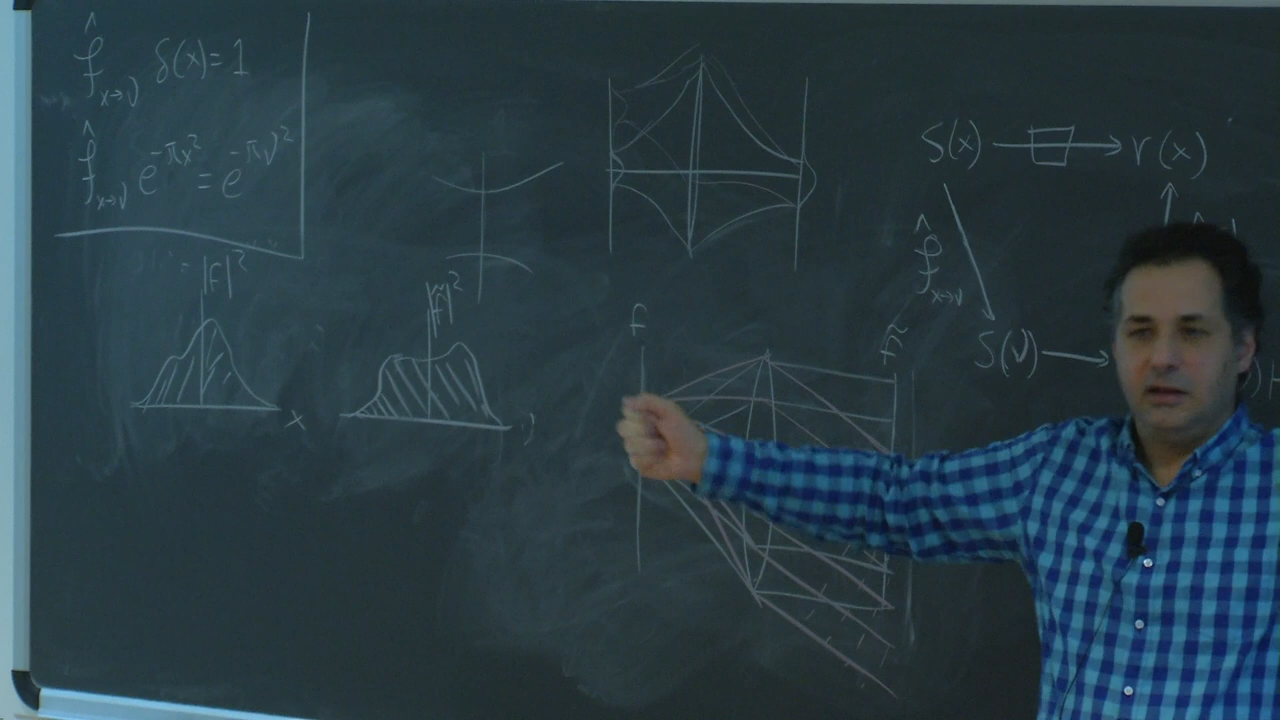 𝓕̂_{x→ν} δ(x)=1
𝓕̂_{x→ν} e^{-πx²} = e^{-πν²}
|f|²
x
|f̃|²
ν
f
f̃
S(x) → r(x)
𝓕̂_{x→ν}
S̃(ν) →